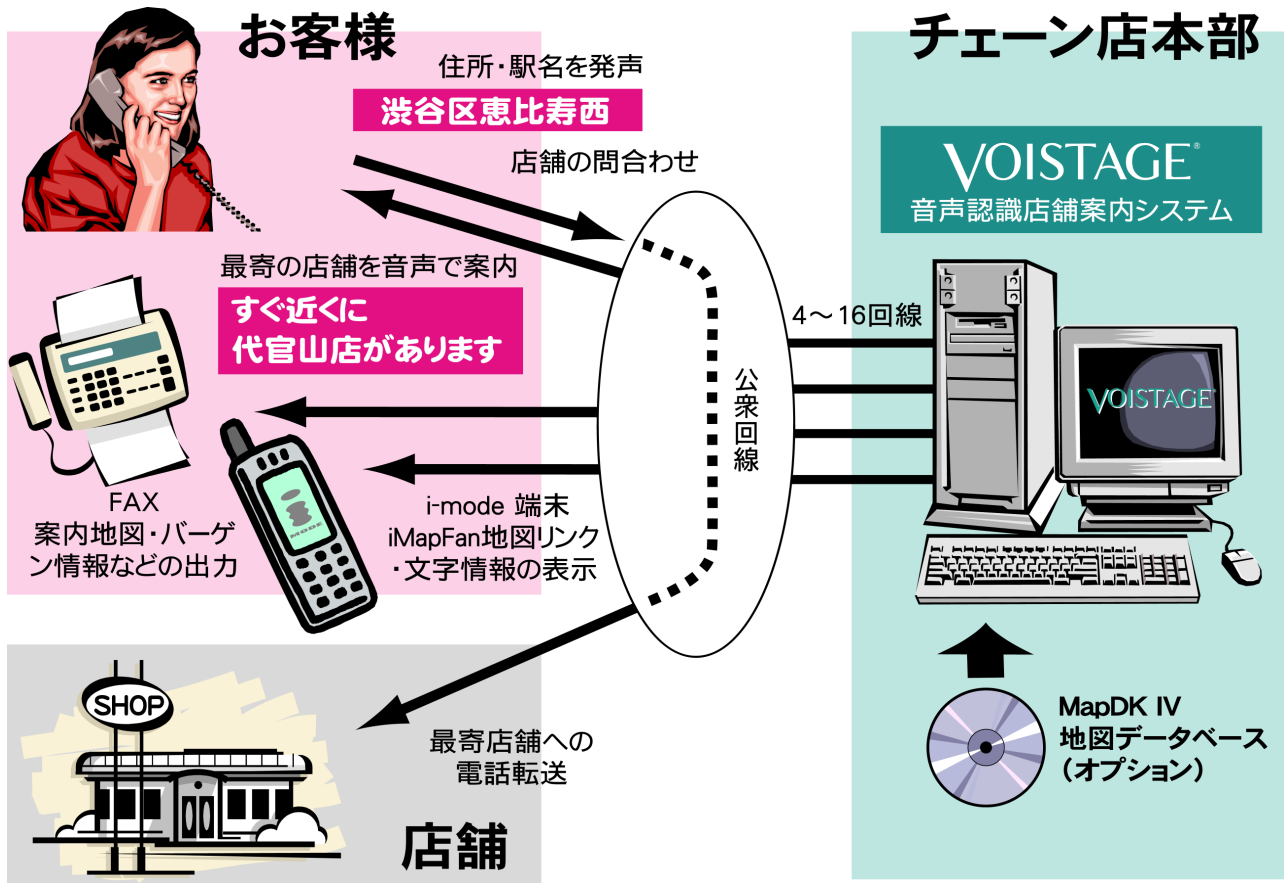 お客様
住所・駅名を発声
渋谷区恵比寿西
店舗の問合わせ
最寄の店舗を音声で案内
すぐ近くに
代官山店があります
FAX
案内地図・バーゲ
ン情報などの出力
MODE
i-mode 端末
iMapFan地図リンク
・文字情報の表示
SHOP
最寄店舗への
電話転送
店舗
公衆回線
4～16回線
チェーン店本部
VOISTAGE®
音声認識店舗案内システム
VOISTAGE
MapDK IV
地図データベース
（オプション）